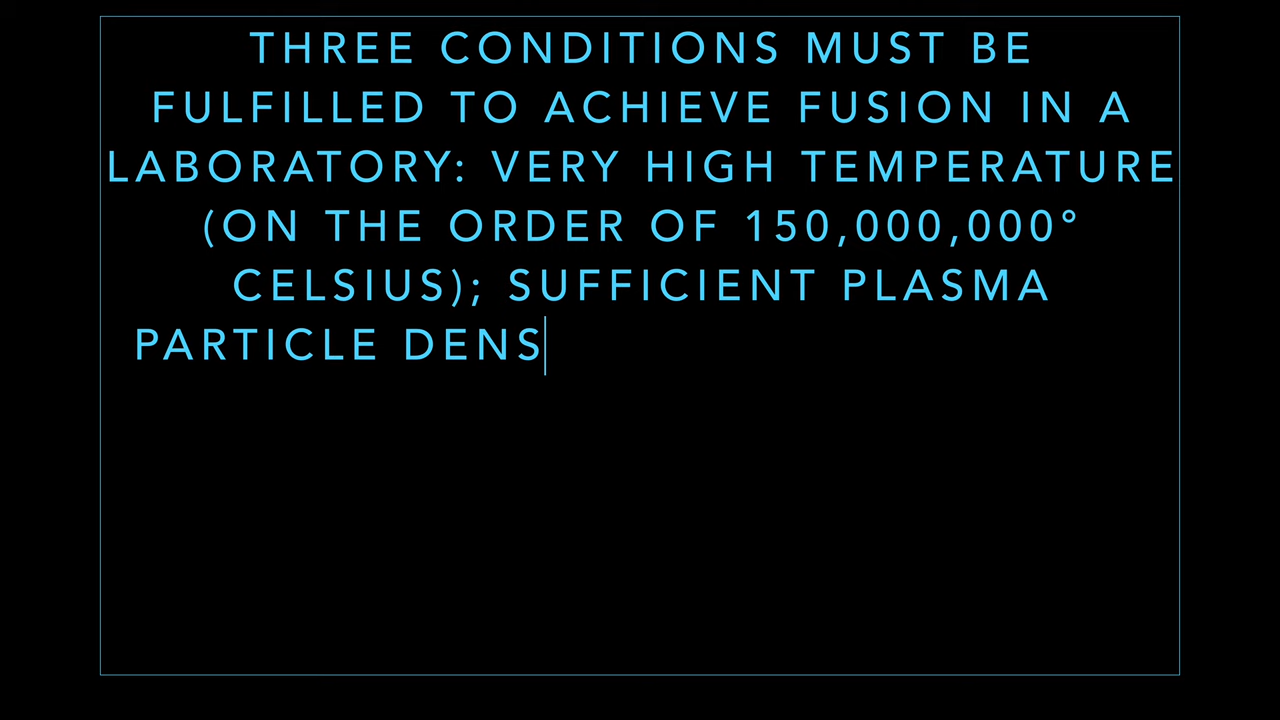 THREE CONDITIONS MUST BE
FULFILLED TO ACHIEVE FUSION IN A
LABORATORY: VERY HIGH TEMPERATURE
(ON THE ORDER OF 150,000,000°
CELSIUS); SUFFICIENT PLASMA
PARTICLE DENS